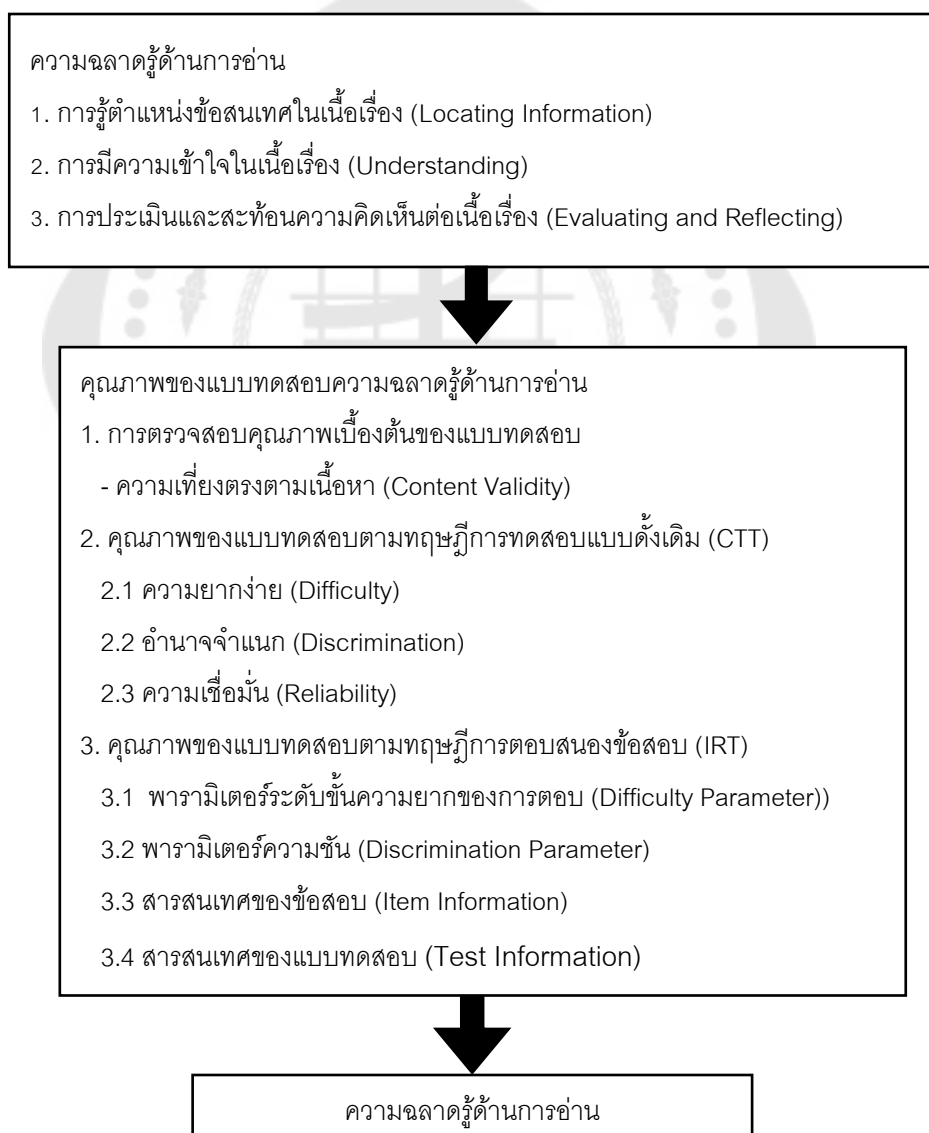 ความฉลาดรู้ด้านการอ่าน
1. การรู้ตำแหน่งข้อสนเทศในเนื้อเรื่อง (Locating Information)
2. การมีความเข้าใจในเนื้อเรื่อง (Understanding)
3. การประเมินและสะท้อนความคิดเห็นต่อเนื้อเรื่อง (Evaluating and Reflecting)
คุณภาพของแบบทดสอบความฉลาดรู้ด้านการอ่าน
1. การตรวจสอบคุณภาพเบื้องต้นของแบบทดสอบ
- ความเที่ยงตรงตามเนื้อหา (Content Validity)
2. คุณภาพของแบบทดสอบตามทฤษฎีการทดสอบแบบดั้งเดิม (CTT)
2.1 ความยากง่าย (Difficulty)
2.2 อำนาจจำแนก (Discrimination)
2.3 ความเชื่อมั่น (Reliability)
3. คุณภาพของแบบทดสอบตามทฤษฎีการตอบสนองข้อสอบ (IRT)
3.1 พารามิเตอร์ระดับขั้นความยากของการตอบ (Difficulty Parameter))
3.2 พารามิเตอร์ความชัน (Discrimination Parameter)
3.3 สารสนเทศของข้อสอบ (Item Information)
3.4 สารสนเทศของแบบทดสอบ (Test Information)
ความฉลาดรู้ด้านการอ่าน